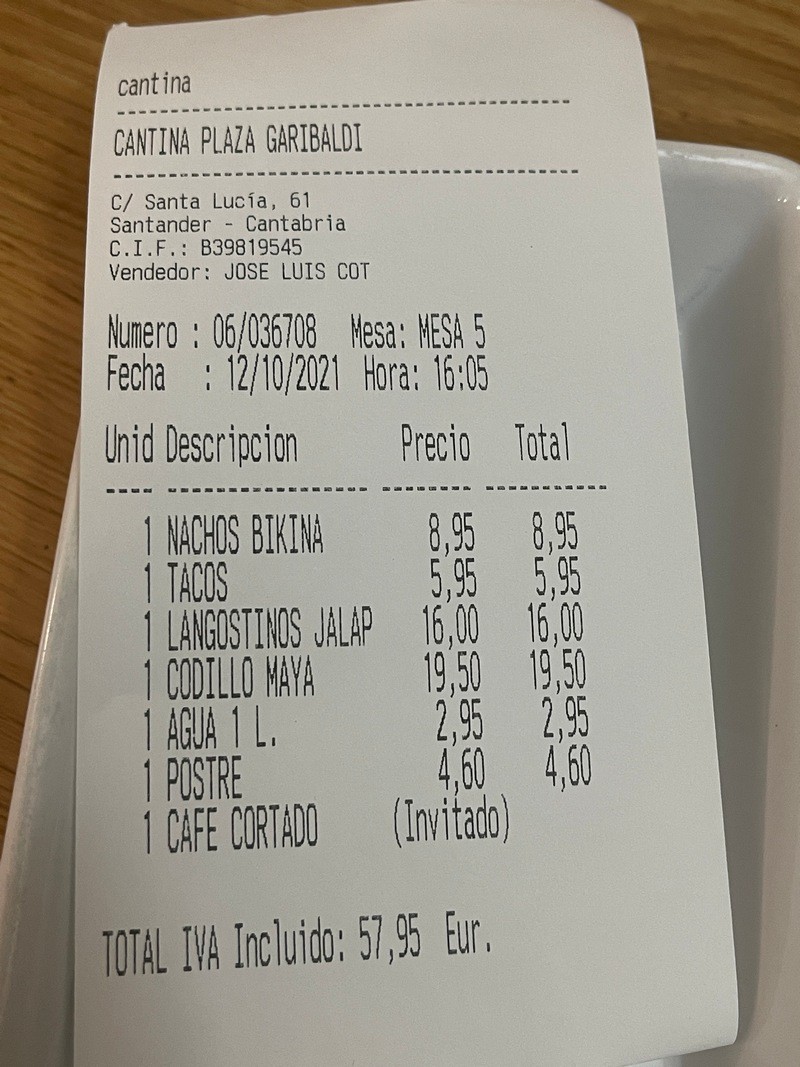 cantina
CANTINA PLAZA GARIBALDI
C/ Santa Lucía, 61
Santander - Cantabria
C.I.F.: B39819545
Vendedor: JOSE LUIS COT
Numero : 06/036708 Mesa: MESA 5
Fecha : 12/10/2021 Hora: 16:05
Unid Descripcion Precio Total
1 NACHOS BIKINA 8,95 8,95
1 TACOS 5,95 5,95
1 LANGOSTINOS JALAP 16,00 16,00
1 CODILLO MAYA 19,50 19,50
1 AGUA 1 L. 2,95 2,95
1 POSTRE 4,60 4,60
1 CAFE CORTADO (Invitado)
TOTAL IVA Incluido: 57,95 Eur.